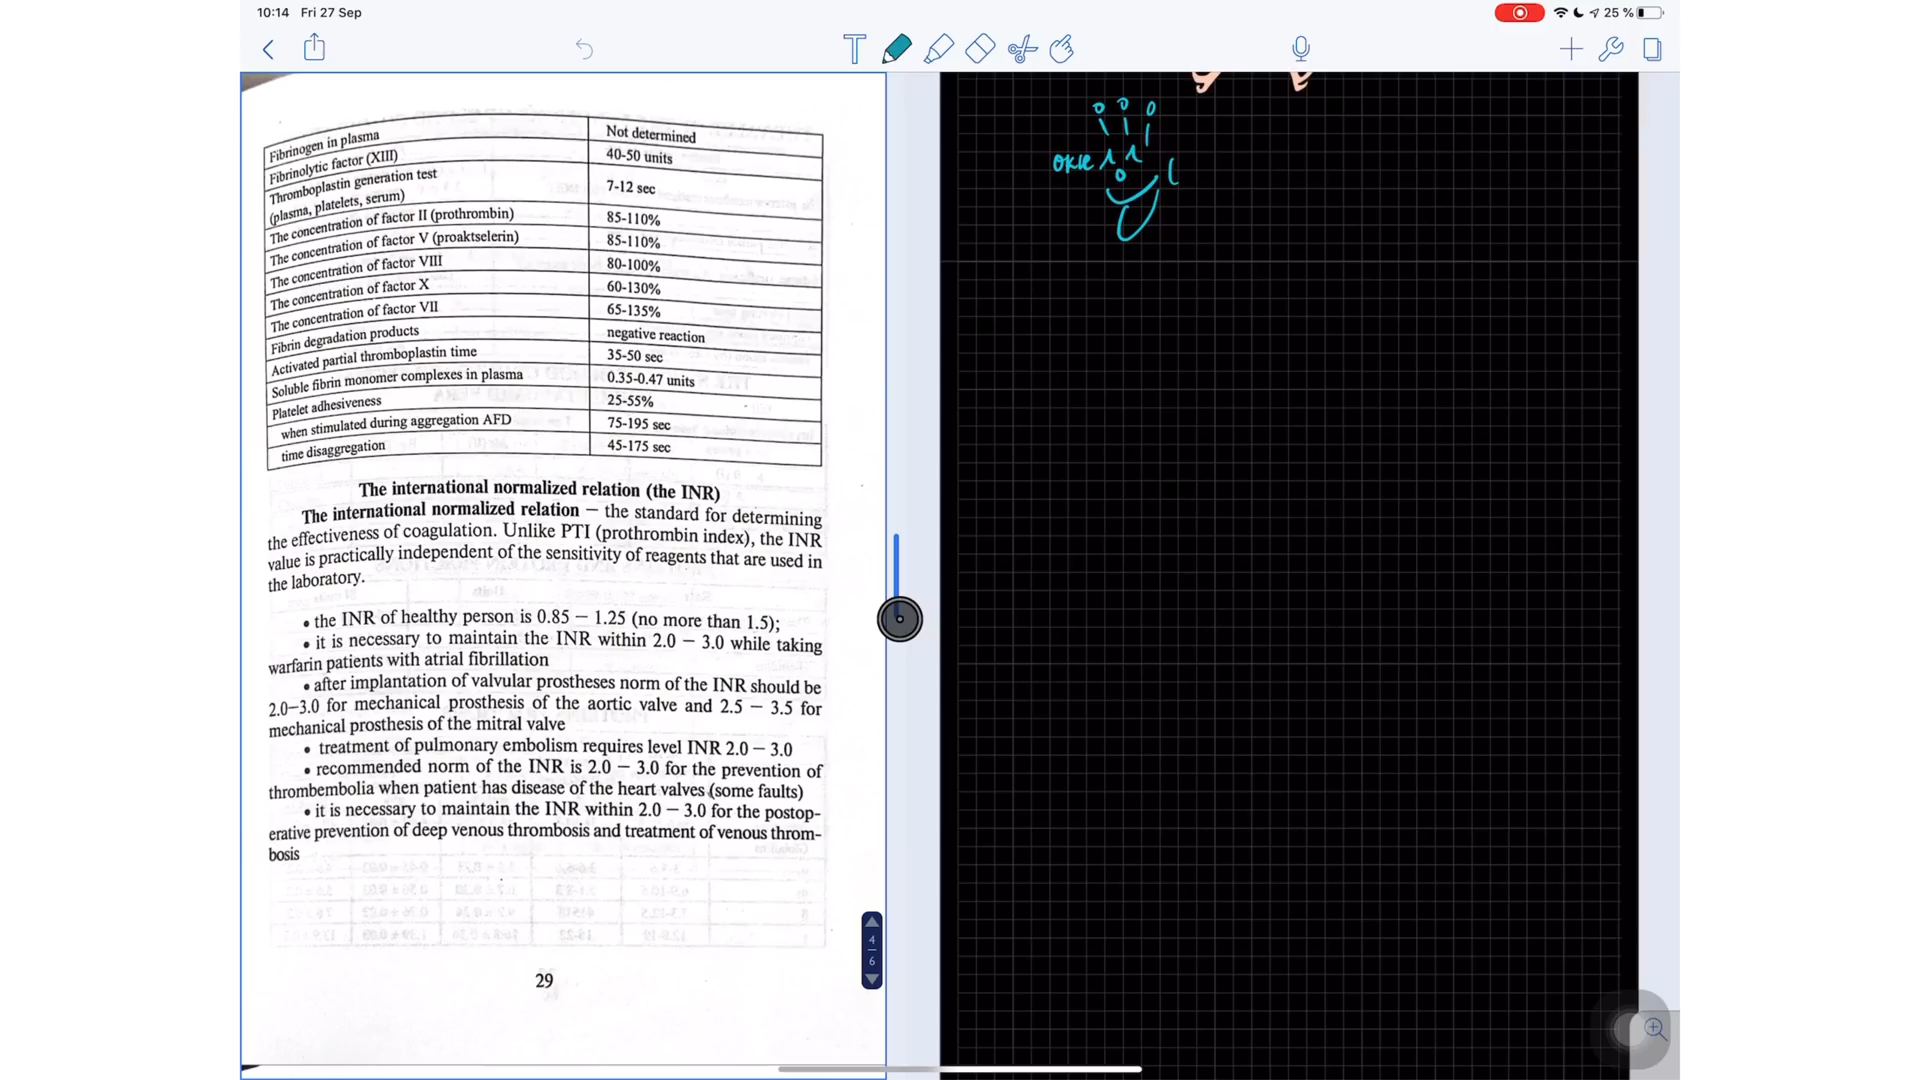 10:14 Fri 27 Sep
25 %
T
Fibrinogen in plasma Not determined
Fibrinolytic factor (XIII) 40-50 units
Thromboplastin generation test
(plasma, platelets, serum) 7-12 sec
The concentration of factor II (prothrombin) 85-110%
The concentration of factor V (proaktselerin) 85-110%
The concentration of factor VIII 80-100%
The concentration of factor X 60-130%
The concentration of factor VII 65-135%
Fibrin degradation products negative reaction
Activated partial thromboplastin time 35-50 sec
Soluble fibrin monomer complexes in plasma 0.35-0.47 units
Platelet adhesiveness 25-55%
when stimulated during aggregation AFD 75-195 sec
time disaggregation 45-175 sec
The international normalized relation (the INR)
The international normalized relation – the standard for determining
the effectiveness of coagulation. Unlike PTI (prothrombin index), the INR
value is practically independent of the sensitivity of reagents that are used in
the laboratory.
• the INR of healthy person is 0.85 – 1.25 (no more than 1.5);
• it is necessary to maintain the INR within 2.0 – 3.0 while taking
warfarin patients with atrial fibrillation
• after implantation of valvular prostheses norm of the INR should be
2.0–3.0 for mechanical prosthesis of the aortic valve and 2.5 – 3.5 for
mechanical prosthesis of the mitral valve
• treatment of pulmonary embolism requires level INR 2.0 – 3.0
• recommended norm of the INR is 2.0 – 3.0 for the prevention of
thrombembolia when patient has disease of the heart valves (some faults)
• it is necessary to maintain the INR within 2.0 – 3.0 for the postop-
erative prevention of deep venous thrombosis and treatment of venous throm-
bosis
29
4
6